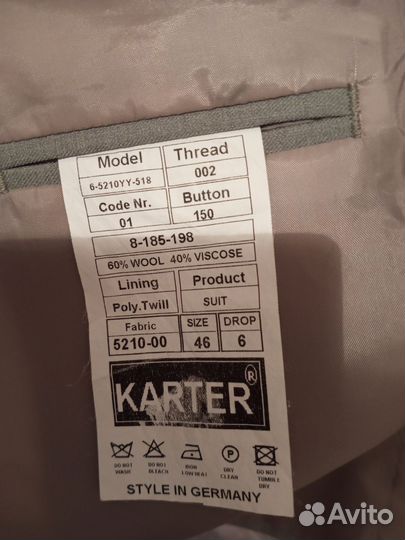 Model Thread
6-5210YY-518 002
Code Nr. Button
01 150
8-185-198
60% WOOL 40% VISCOSE
Lining Product
Poly.Twill SUIT
Fabric SIZE DROP
5210-00 46 6
KARTER®
DO NOT WASH DO NOT BLEACH IRON LOW HEAT DRY CLEAN DO NOT TUMBLE DRY
STYLE IN GERMANY
Avito